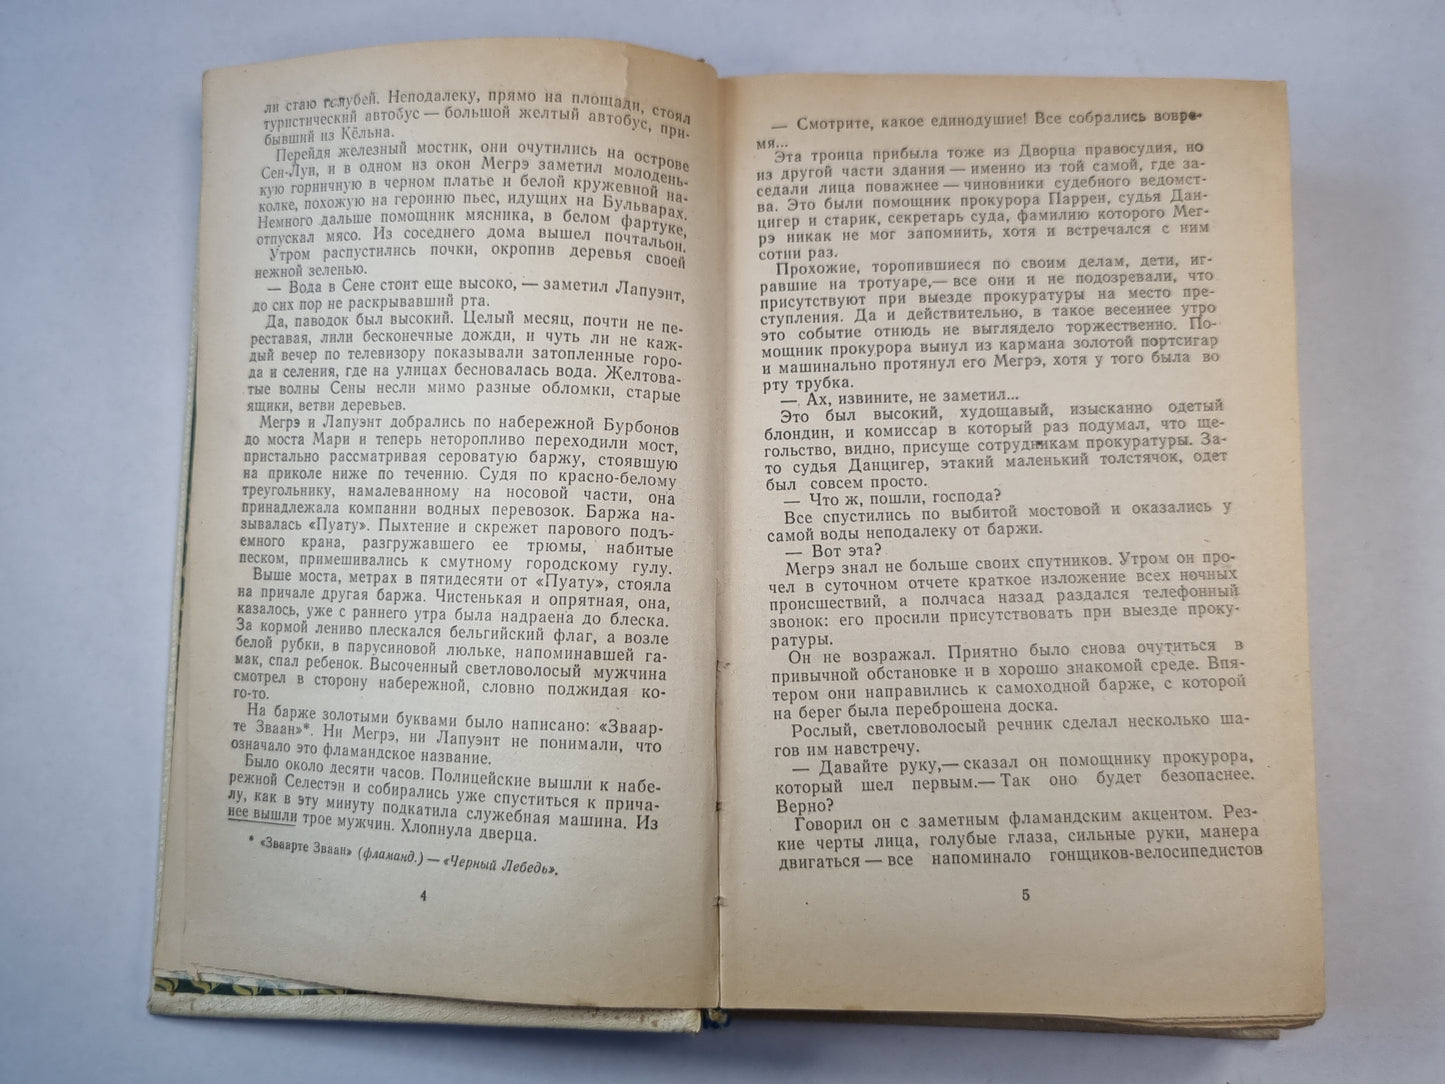 ли стаю голубей. Неподалеку, прямо на площади, стоял
туристический автобус — большой желтый автобус, при-
бывший из Кёльна.
Перейдя железный мостик, они очутились на острове
Сен-Луи, и в одном из окон Мегрэ заметил молодень-
кую горничную в черном платье и белой кружевной на-
колке, похожую на героиню пьес, идущих на Бульварах.
Немного дальше помощник мясника, в белом фартуке,
отпускал мясо. Из соседнего дома вышел почтальон.
Утром распустились почки, окропив деревья своей
нежной зеленью.
— Вода в Сене стоит еще высоко, — заметил Лапуэнт,
до сих пор не раскрывавший рта.
Да, паводок был высокий. Целый месяц, почти не пе-
реставая, лили бесконечные дожди, и чуть ли не каж-
дый вечер по телевизору показывали затопленные горо-
да и селения, где на улицах бесновалась вода. Желтова-
тые волны Сены несли мимо разные обломки, старые
ящики, ветви деревьев.
Мегрэ и Лапуэнт добрались по набережной Бурбонов
до моста Мари и теперь неторопливо переходили мост,
пристально рассматривая сероватую баржу, стоявшую
на приколе ниже по течению. Судя по красно-белому
треугольнику, намалеванному на носовой части, она
принадлежала компании водных перевозок. Баржа на-
зывалась «Пуату». Пыхтение и скрежет парового подъ-
емного крана, разгружавшего ее трюмы, набитые
песком, примешивались к смутному городскому гулу.
Выше моста, метрах в пятидесяти от «Пуату», стояла
на причале другая баржа. Чистенькая и опрятная, она,
казалось, уже с раннего утра была надраена до блеска.
За кормой лениво плескался бельгийский флаг, а возле
белой рубки, в парусиновой люльке, напоминавшей га-
мак, спал ребенок. Высоченный светловолосый мужчина
смотрел в сторону набережной, словно поджидая ко-
го-то.
На барже золотыми буквами было написано: «Зваар-
те Зваан»*. Ни Мегрэ, ни Лапуэнт не понимали, что
означало это фламандское название.
Было около десяти часов. Полицейские вышли к набе-
режной Селестэн и собирались уже спуститься к прича-
лу, как в эту минуту подкатила служебная машина. Из
нее вышли трое мужчин. Хлопнула дверца.
* «Зваарте Зваан» (фламанд.) — «Черный Лебедь».
4
— Смотрите, какое единодушие! Все собрались вовре-
мя...
Эта троица прибыла тоже из Дворца правосудия, но
из другой части здания — именно из той самой, где за-
седали лица поважнее — чиновники судебного ведомст-
ва. Это были помощник прокурора Паррен, судья Дан-
цигер и старик, секретарь суда, фамилию которого Мег-
рэ никак не мог запомнить, хотя и встречался с ним
сотни раз.
Прохожие, торопившиеся по своим делам, дети, иг-
равшие на тротуаре,— все они и не подозревали, что
присутствуют при выезде прокуратуры на место пре-
ступления. Да и действительно, в такое весеннее утро
это событие отнюдь не выглядело торжественно. По-
мощник прокурора вынул из кармана золотой портсигар
и машинально протянул его Мегрэ, хотя у того была во
рту трубка.
— Ах, извините, не заметил...
Это был высокий, худощавый, изысканно одетый
блондин, и комиссар в который раз подумал, что ще-
гольство, видно, присуще сотрудникам прокуратуры. За-
то судья Данцигер, этакий маленький толстячок, одет
был совсем просто.
— Что ж, пошли, господа?
Все спустились по выбитой мостовой и оказались у
самой воды неподалеку от баржи.
— Вот эта?
Мегрэ знал не больше своих спутников. Утром он про-
чел в суточном отчете краткое изложение всех ночных
происшествий, а полчаса назад раздался телефонный
звонок: его просили присутствовать при выезде проку-
ратуры.
Он не возражал. Приятно было снова очутиться в
привычной обстановке и в хорошо знакомой среде. Впя-
тером они направились к самоходной барже, с которой
на берег была переброшена доска.
Рослый, светловолосый речник сделал несколько ша-
гов им навстречу.
— Давайте руку,— сказал он помощнику прокурора,
который шел первым.— Так оно будет безопаснее.
Верно?
Говорил он с заметным фламандским акцентом. Рез-
кие черты лица, голубые глаза, сильные руки, манера
двигаться — все напоминало гонщиков-велосипедистов
5